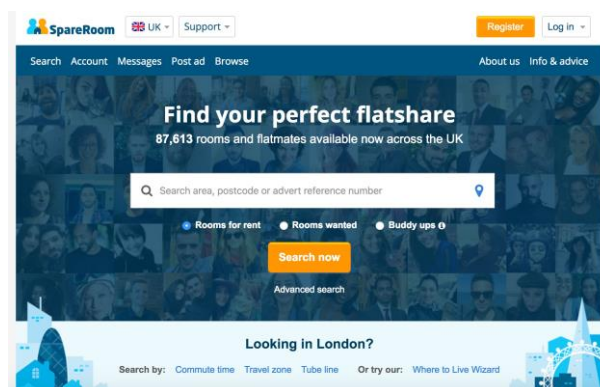 SpareRoom UK Support Register Log in
Search Account Messages Post ad Browse About us Info & advice
Find your perfect flatshare
87,613 rooms and flatmates available now across the UK
Search area, postcode or advert reference number
Rooms for rent Rooms wanted Buddy ups
Search now
Advanced search
Looking in London?
Search by: Commute time Travel zone Tube line Or try our: Where to Live Wizard